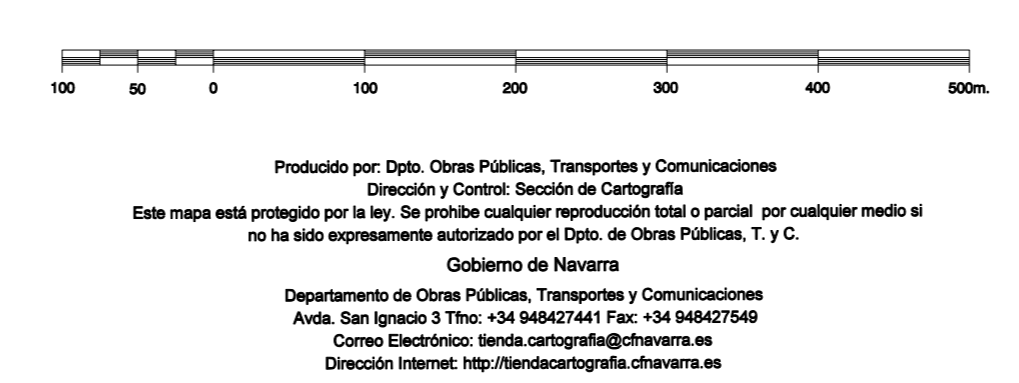 100 50 0 100 200 300 400 500m.
Producido por: Dpto. Obras Públicas, Transportes y Comunicaciones
Dirección y Control: Sección de Cartografía
Este mapa está protegido por la ley. Se prohibe cualquier reproducción total o parcial por cualquier medio si
no ha sido expresamente autorizado por el Dpto. de Obras Públicas, T. y C.
Gobierno de Navarra
Departamento de Obras Públicas, Transportes y Comunicaciones
Avda. San Ignacio 3 Tfno: +34 948427441 Fax: +34 948427549
Correo Electrónico: tienda.cartografia@cfnavarra.es
Dirección Internet: http://tiendacartografia.cfnavarra.es